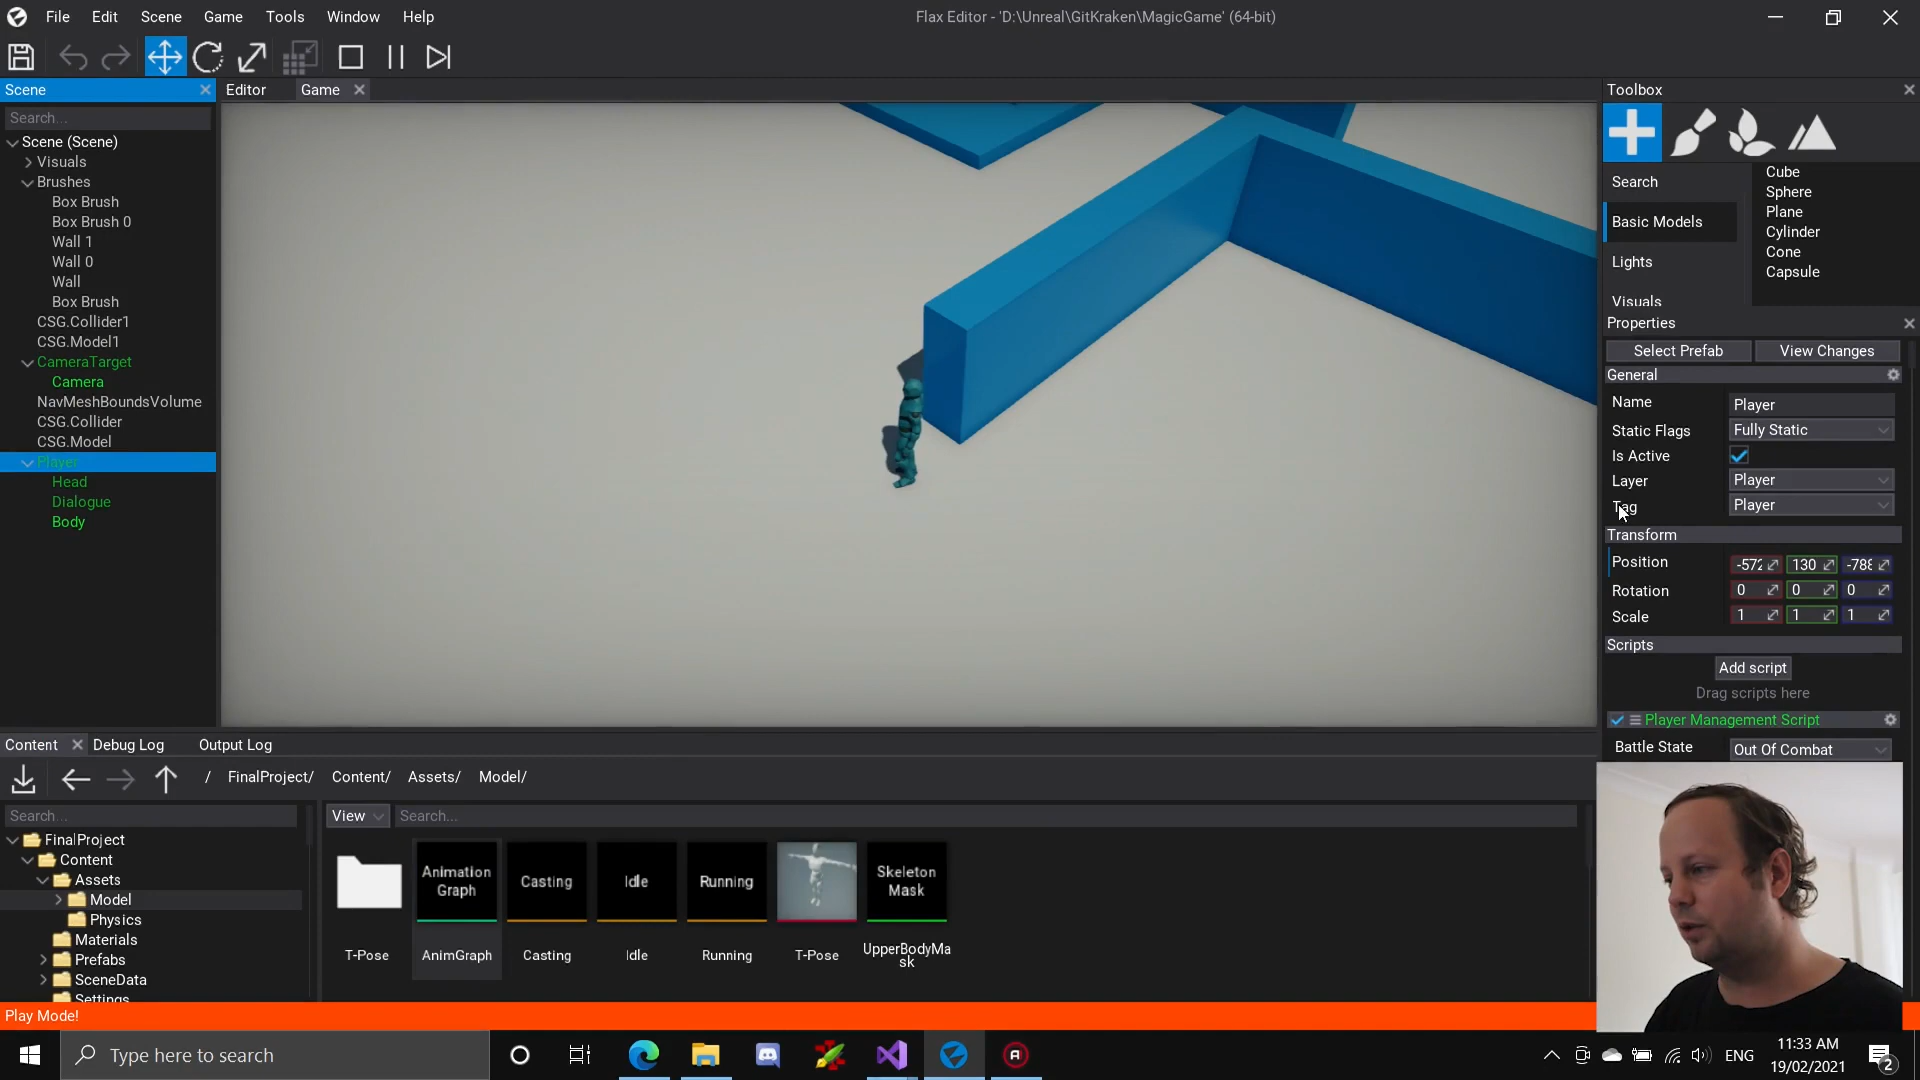 File Edit Scene Game Tools Window Help
Flax Editor - 'D:\Unreal\GitKraken\MagicGame' (64-bit)
Scene
Editor
Game
Toolbox
Search...
Scene (Scene)
Visuals
Brushes
Box Brush
Box Brush 0
Wall 1
Wall 0
Wall
Box Brush
CSG.Collider1
CSG.Model1
CameraTarget
Camera
NavMeshBoundsVolume
CSG.Collider
CSG.Model
Player
Head
Dialogue
Body
Search
Basic Models
Lights
Visuals
Cube
Sphere
Plane
Cylinder
Cone
Capsule
Properties
Select Prefab View Changes
General
Name Player
Static Flags Fully Static
Is Active
Layer Player
Tag Player
Transform
Position -572 130 -788
Rotation 0 0 0
Scale 1 1 1
Scripts
Add script
Drag scripts here
Player Management Script
Battle State Out Of Combat
Content Debug Log Output Log
/ FinalProject/ Content/ Assets/ Model/
Search...
View
Search...
FinalProject
Content
Assets
Model
Physics
Materials
Prefabs
SceneData
Settings
Animation
Graph
Casting
Idle
Running
Skeleton
Mask
T-Pose
AnimGraph
Casting
Idle
Running
T-Pose
UpperBodyMa
sk
Play Mode!
Type here to search
ENG
11:33 AM
19/02/2021
2